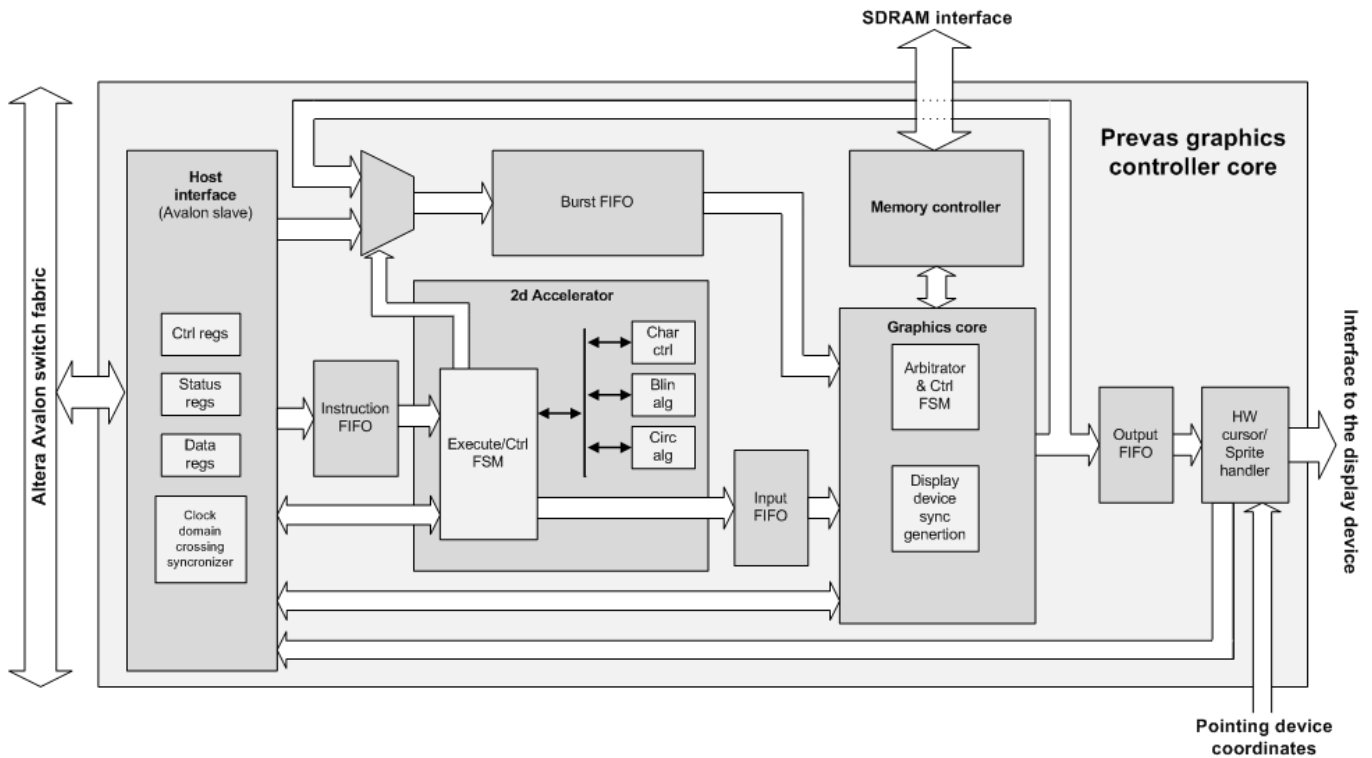 SDRAM interface
Prevas graphics
controller core
Altera Avalon switch fabric
Host
interface
(Avalon slave)
Ctrl regs
Status
regs
Data
regs
Clock
domain
crossing
syncronizer
Burst FIFO
Memory controller
2d Accelerator
Char
ctrl
Blin
alg
Circ
alg
Instruction
FIFO
Execute/Ctrl
FSM
Input
FIFO
Graphics core
Arbitrator
& Ctrl
FSM
Display
device
sync
genertion
Output
FIFO
HW
cursor/
Sprite
handler
Interface to the display device
Pointing device
coordinates